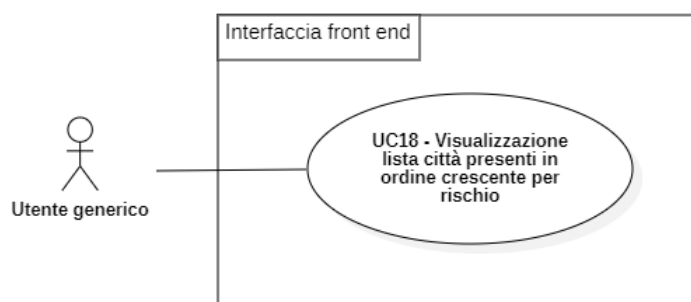 Interfaccia front end
UC18 - Visualizzazione
lista città presenti in
ordine crescente per
rischio
Utente generico